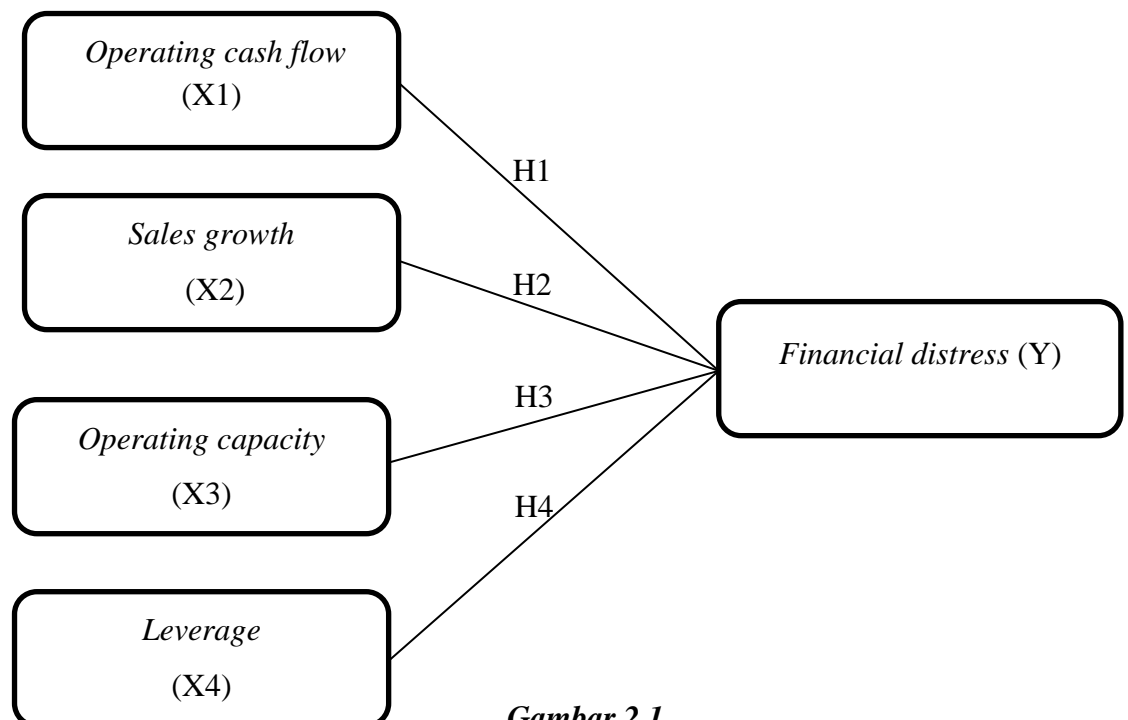 Operating cash flow
(X1)
H1
Sales growth
(X2)
H2
Financial distress (Y)
H3
Operating capacity
(X3)
H4
Leverage
(X4)
Gambar 2.1